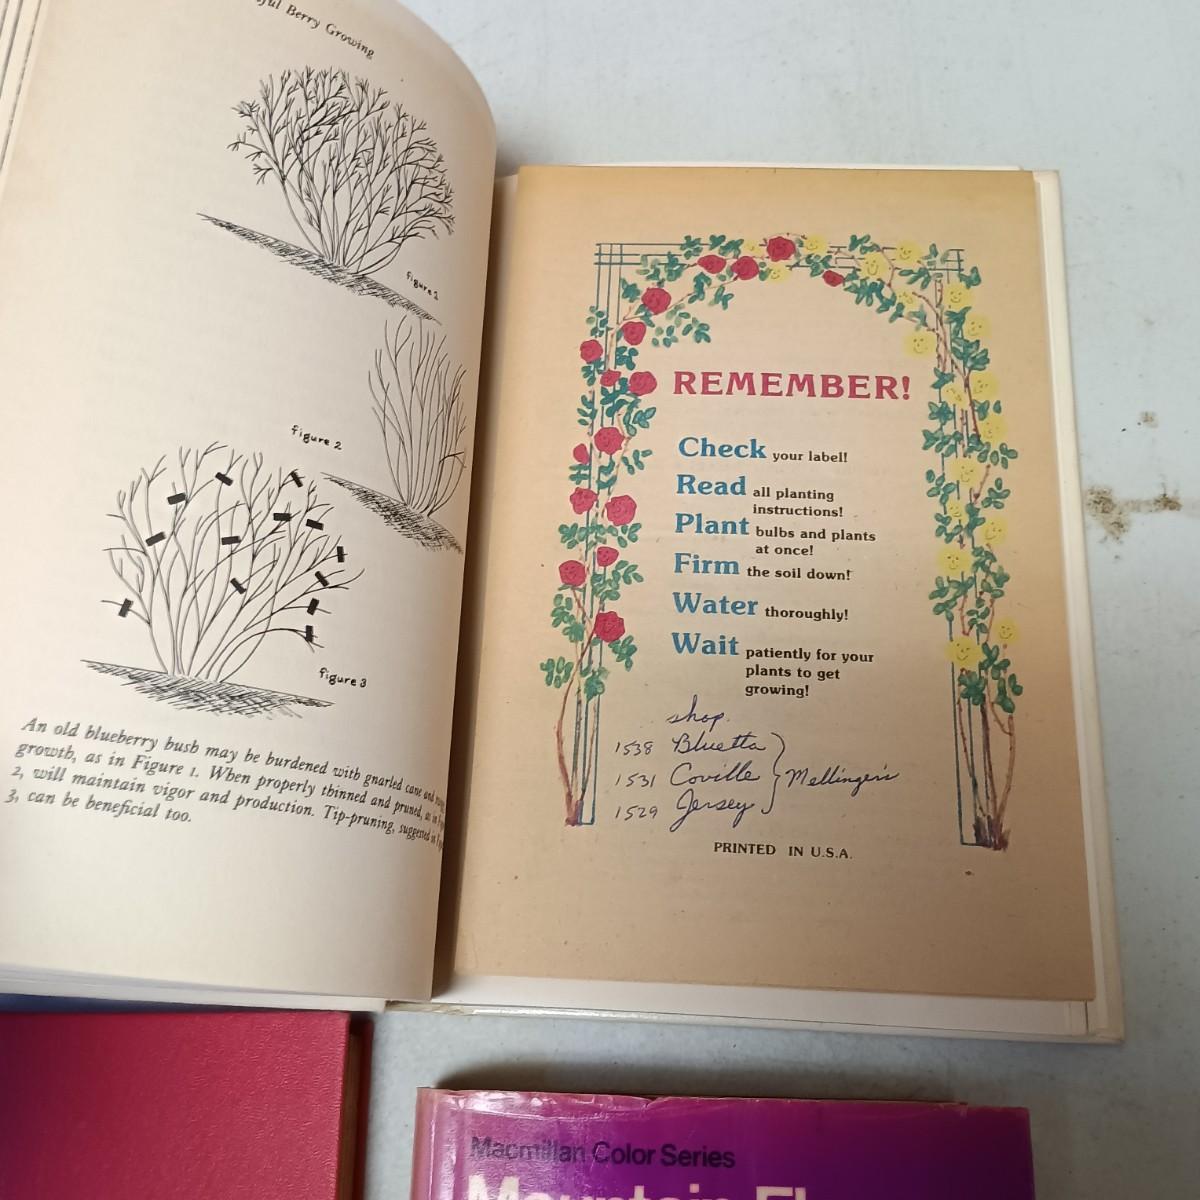 Berry Growing
figure 1
figure 2
figure 3
An old blueberry bush may be burdened with gnarled cane and
growth, as in Figure 1. When properly thinned and pruned, as in
2, will maintain vigor and production. Tip-pruning, suggested in
3, can be beneficial too.
REMEMBER!
Check your label!
Read all planting
instructions!
Plant bulbs and plants
at once!
Firm the soil down!
Water thoroughly!
Wait patiently for your
plants to get
growing!
shop.
1538 Bluetta
1531 Coville } Mellinger's
1529 Jersey
PRINTED IN U.S.A.
Macmillan Color Series
Mountain